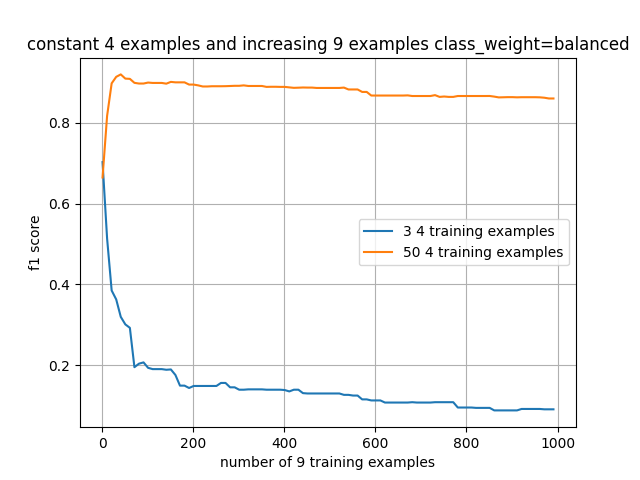 constant 4 examples and increasing 9 examples class_weight=balanced
f1 score
0.8
0.6
0.4
0.2
3 4 training examples
50 4 training examples
0 200 400 600 800 1000
number of 9 training examples